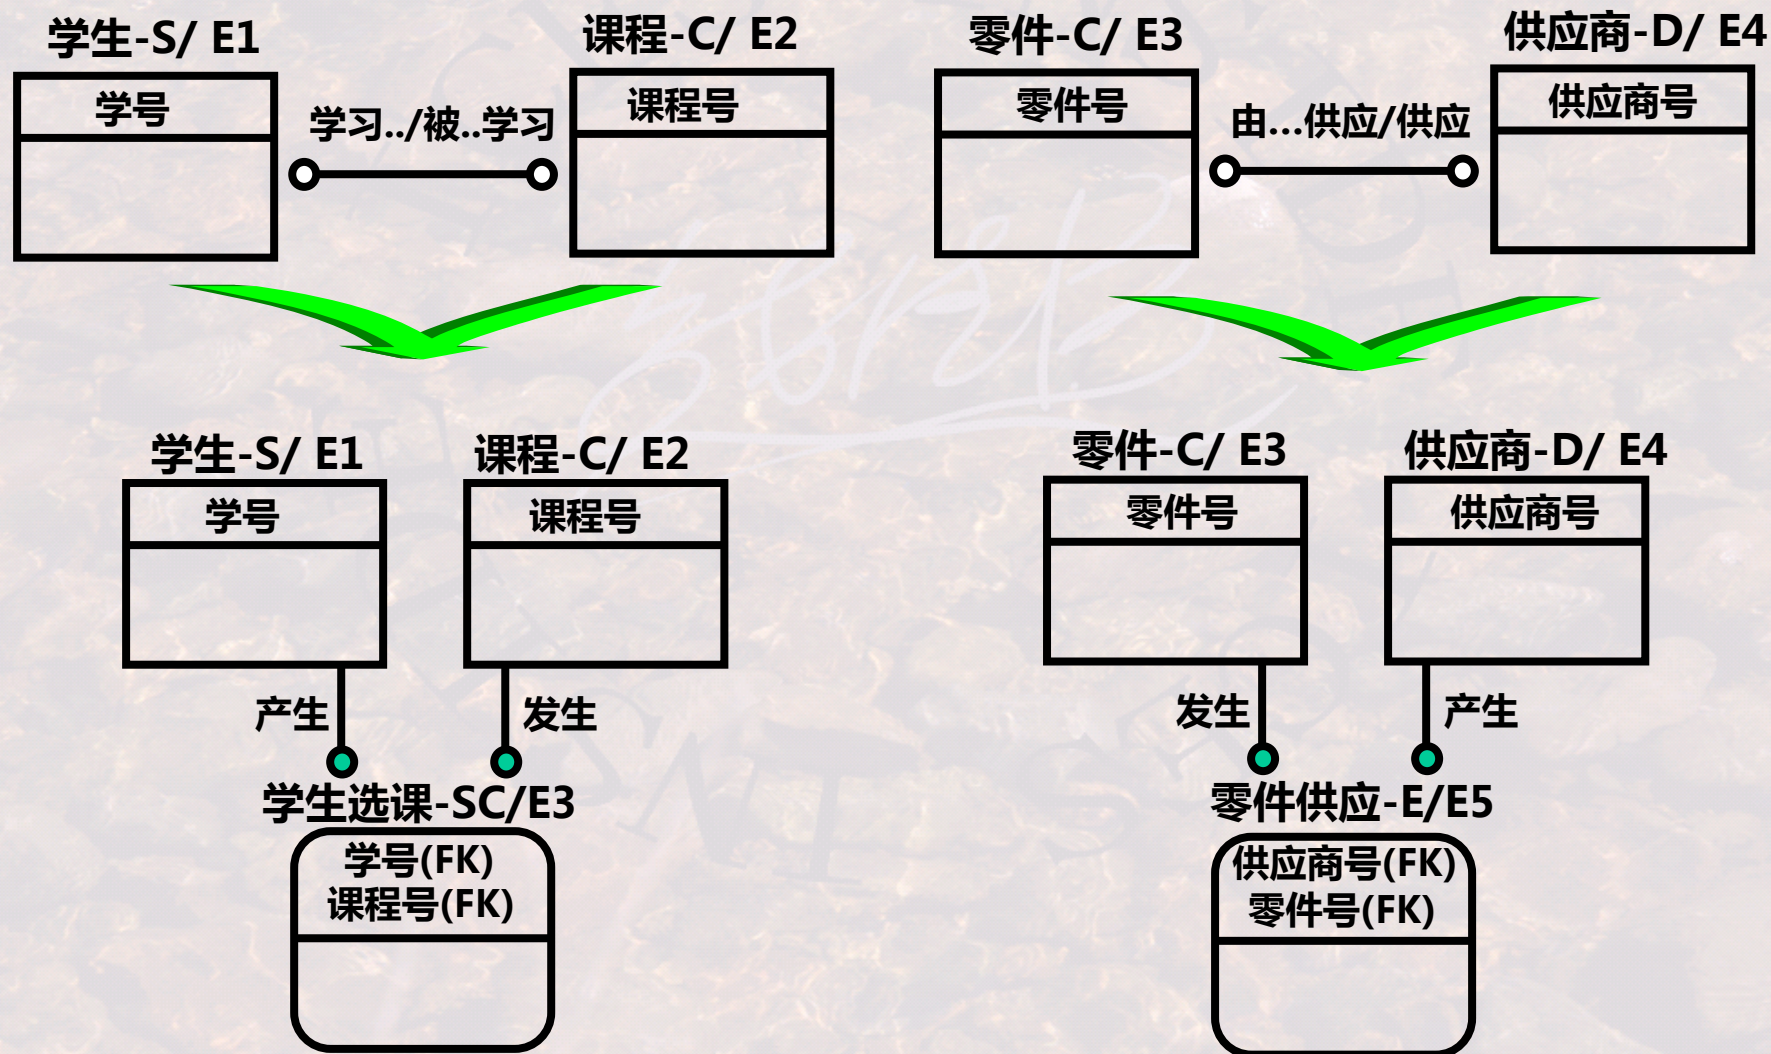 学生-S/ E1
课程-C/ E2
零件-C/ E3
供应商-D/ E4
学号
学习../被..学习
课程号
零件号
由...供应/供应
供应商号
学生-S/ E1
课程-C/ E2
零件-C/ E3
供应商-D/ E4
学号
课程号
零件号
供应商号
产生
发生
发生
产生
学生选课-SC/E3
零件供应-E/E5
学号(FK)
课程号(FK)
供应商号(FK)
零件号(FK)